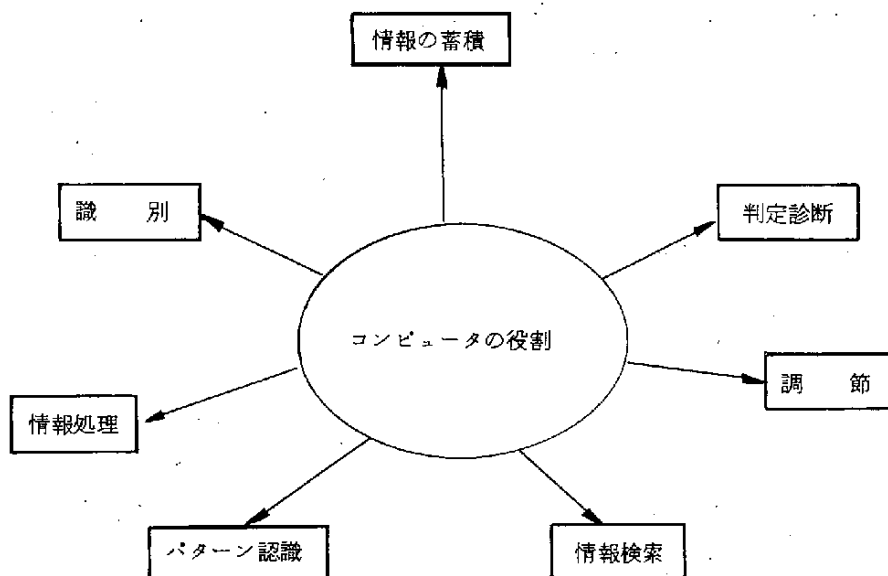 情報の蓄積
識 別
判定診断
コンピュータの役割
調 節
情報処理
パターン認識
情報検索